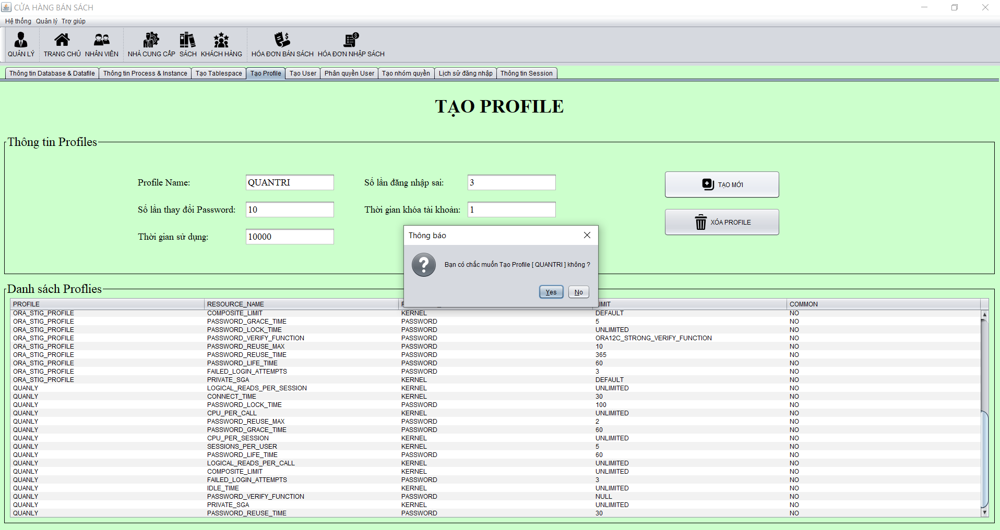 CỬA HÀNG BÁN SÁCH
Hệ thống Quản lý Trợ giúp
QUẢN LÝ TRANG CHỦ NHÂN VIÊN NHÀ CUNG CẤP SÁCH KHÁCH HÀNG HÓA ĐƠN BÁN SÁCH HÓA ĐƠN NHẬP SÁCH
Thông tin Database & Datafile Thông tin Process & Instance Tạo Tablespace Tạo Profile Tạo User Phân quyền User Tạo nhóm quyền Lịch sử đăng nhập Thông tin Session
TẠO PROFILE
Thông tin Profiles
Profile Name: QUANTRI Số lần đăng nhập sai: 3 TẠO MỚI
Số lần thay đổi Password: 10 Thời gian khóa tài khoản: 1
XÓA PROFILE
Thời gian sử dụng: 10000
Thông báo
Bạn có chắc muốn Tạo Profile [ QUANTRI ] không ?
Yes No
Danh sách Proflies
PROFILE RESOURCE_NAME LIMIT COMMON
ORA_STIG_PROFILE COMPOSITE_LIMIT KERNEL DEFAULT NO
ORA_STIG_PROFILE PASSWORD_GRACE_TIME PASSWORD 5 NO
ORA_STIG_PROFILE PASSWORD_LOCK_TIME PASSWORD UNLIMITED NO
ORA_STIG_PROFILE PASSWORD_VERIFY_FUNCTION PASSWORD ORA12C_STRONG_VERIFY_FUNCTION NO
ORA_STIG_PROFILE PASSWORD_REUSE_MAX PASSWORD 10 NO
ORA_STIG_PROFILE PASSWORD_REUSE_TIME PASSWORD 365 NO
ORA_STIG_PROFILE PASSWORD_LIFE_TIME PASSWORD 60 NO
ORA_STIG_PROFILE FAILED_LOGIN_ATTEMPTS PASSWORD 3 NO
ORA_STIG_PROFILE PRIVATE_SGA KERNEL DEFAULT NO
QUANLY LOGICAL_READS_PER_SESSION KERNEL UNLIMITED NO
QUANLY CONNECT_TIME KERNEL 30 NO
QUANLY PASSWORD_LOCK_TIME PASSWORD 100 NO
QUANLY CPU_PER_CALL KERNEL UNLIMITED NO
QUANLY PASSWORD_REUSE_MAX PASSWORD 2 NO
QUANLY PASSWORD_GRACE_TIME PASSWORD 60 NO
QUANLY CPU_PER_SESSION KERNEL UNLIMITED NO
QUANLY SESSIONS_PER_USER KERNEL 5 NO
QUANLY PASSWORD_LIFE_TIME PASSWORD 60 NO
QUANLY LOGICAL_READS_PER_CALL KERNEL UNLIMITED NO
QUANLY COMPOSITE_LIMIT KERNEL UNLIMITED NO
QUANLY FAILED_LOGIN_ATTEMPTS PASSWORD 3 NO
QUANLY IDLE_TIME KERNEL UNLIMITED NO
QUANLY PASSWORD_VERIFY_FUNCTION PASSWORD NULL NO
QUANLY PRIVATE_SGA KERNEL UNLIMITED NO
QUANLY PASSWORD_REUSE_TIME PASSWORD 30 NO